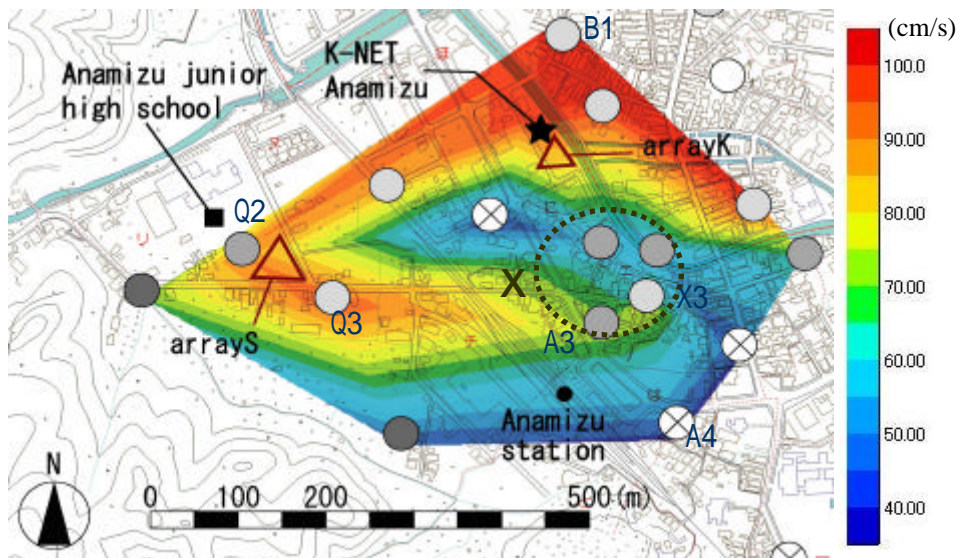 (cm/s)
B1
K-NET
Anamizu
Anamizu junior
high school
100.0
90.00
80.00
70.00
60.00
50.00
40.00
arrayK
Q2
X
X3
Q3
A3
arrayS
A4
Anamizu
station
N
0 100 200 500(m)